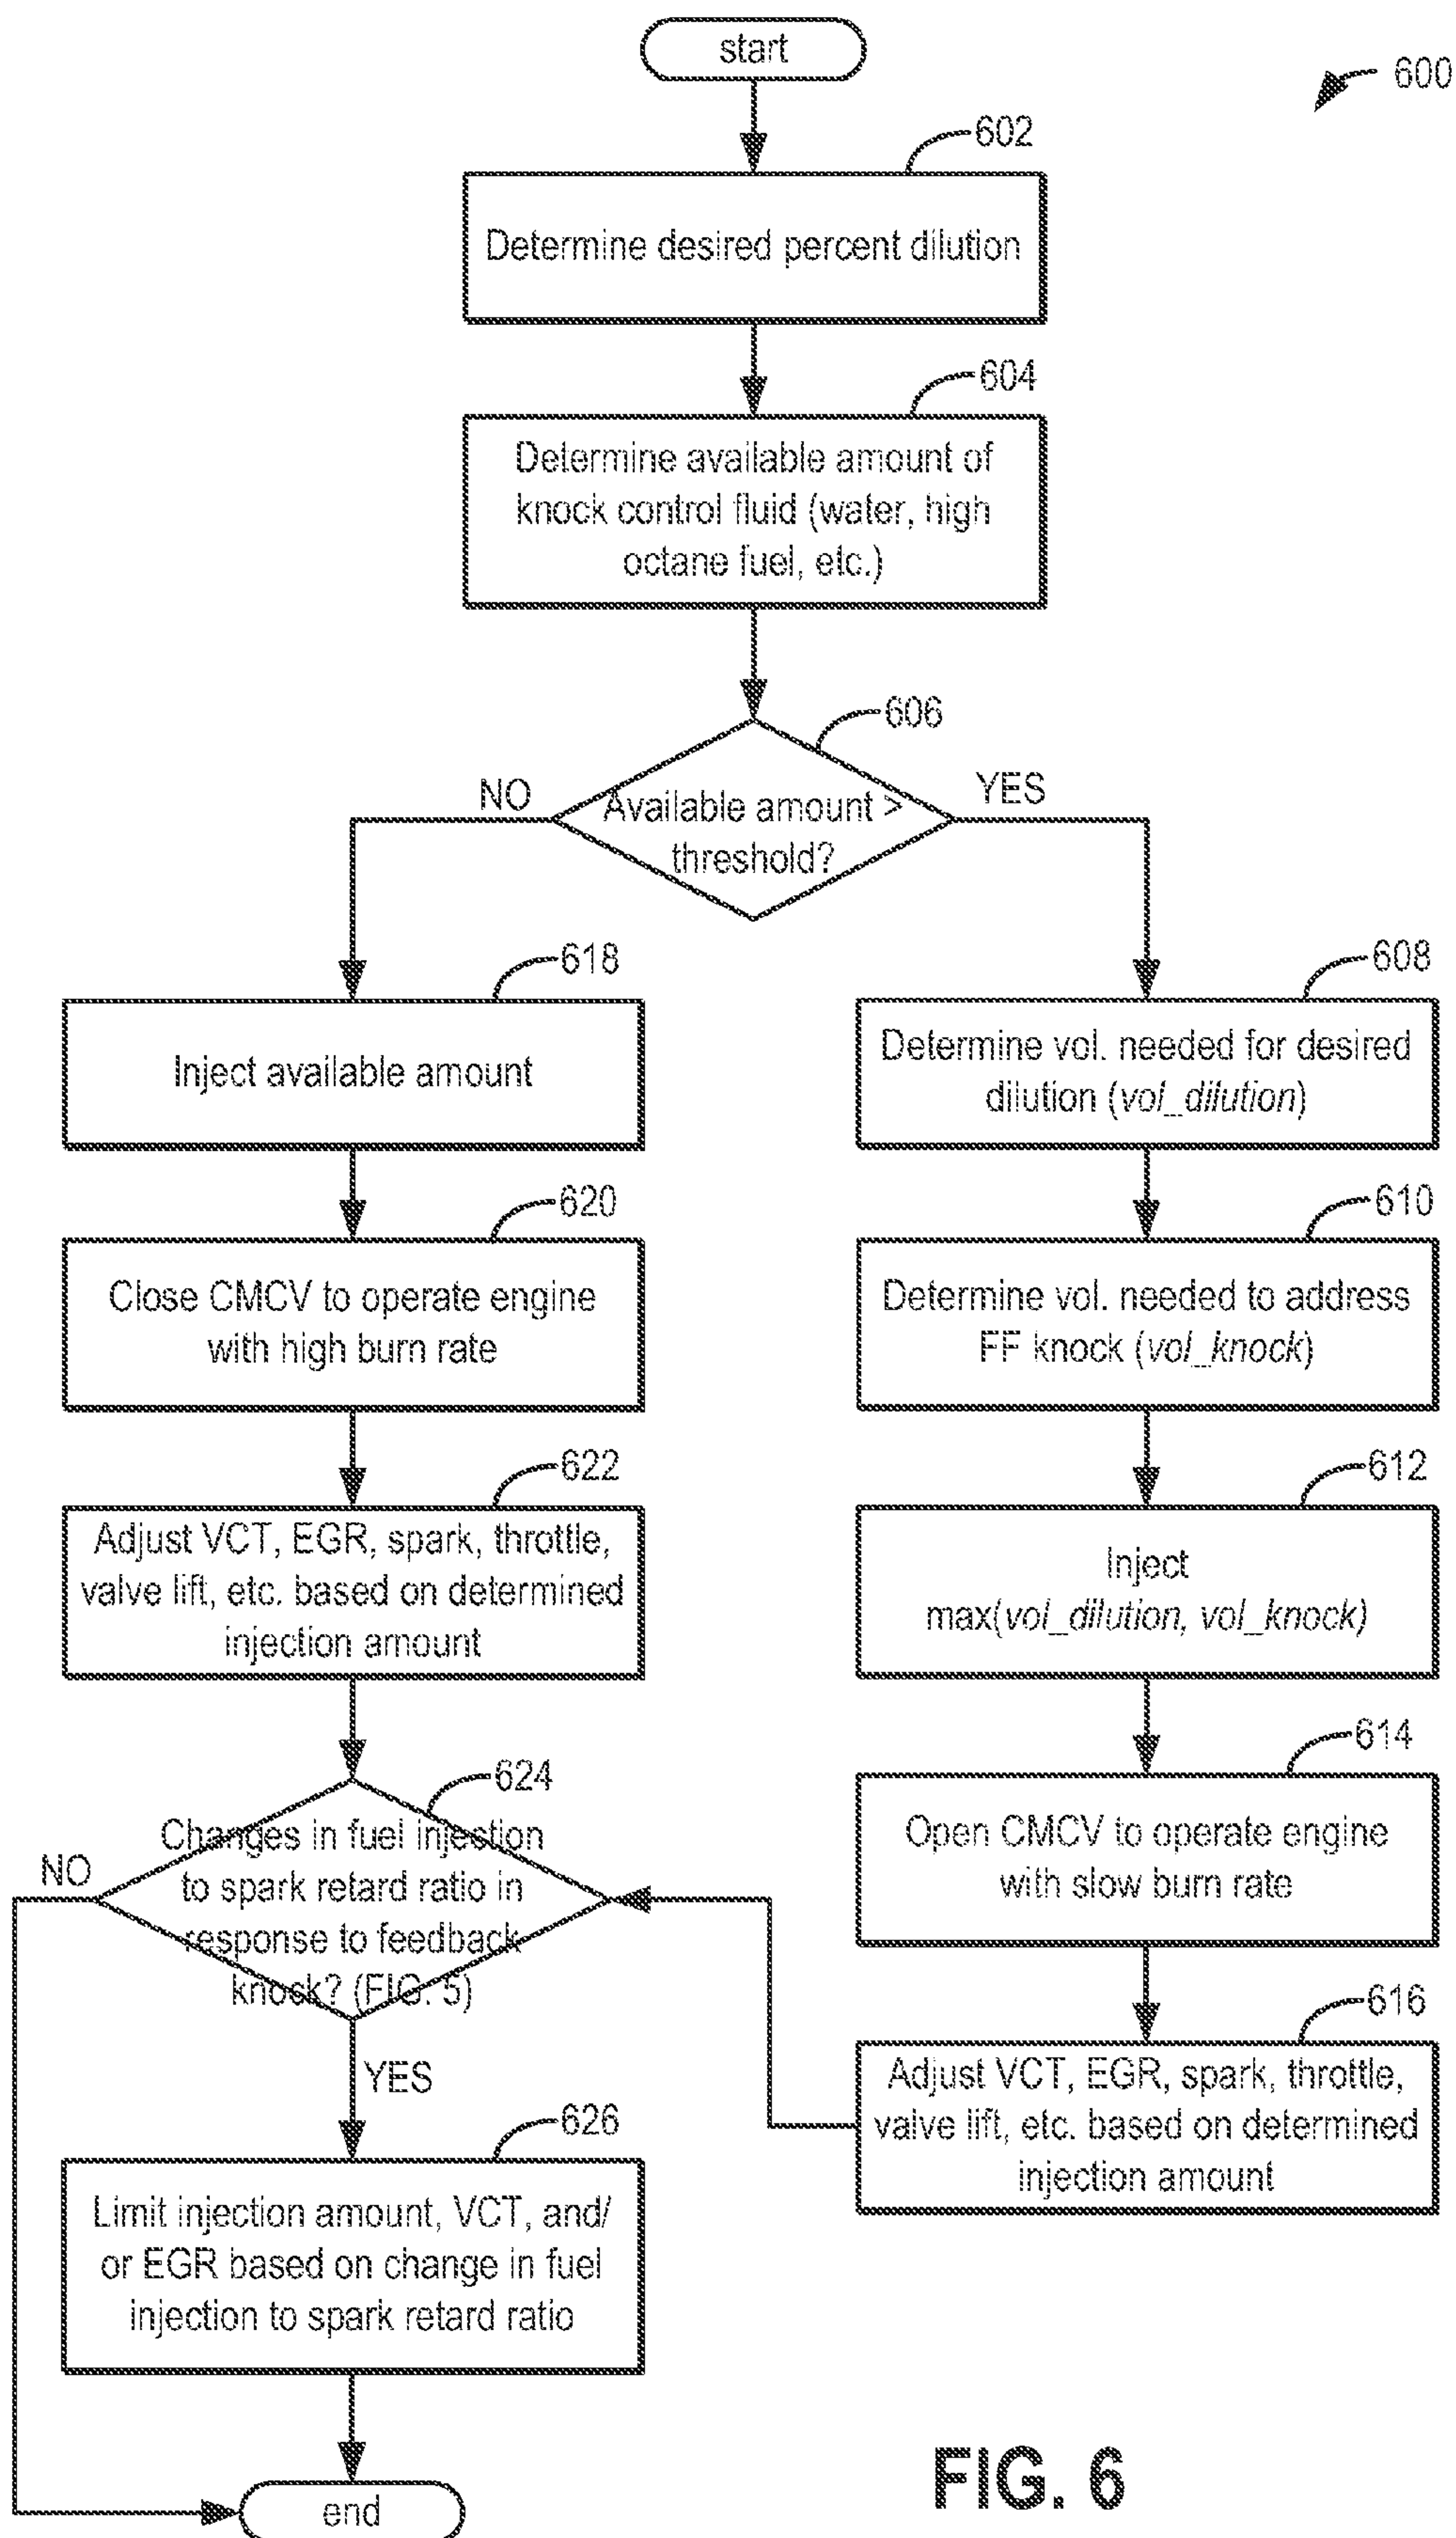 start
600
602
Determine desired percent dilution
604
Determine available amount of
knock control fluid (water, high
octane fuel, etc.)
606
NO
YES
Available amount >
threshold?
618
Inject available amount
608
Determine vol. needed for desired
dilution (vol_dilution)
620
Close CMCV to operate engine
with high burn rate
610
Determine vol. needed to address
FF knock (vol_knock)
622
Adjust VCT, EGR, spark, throttle,
valve lift, etc. based on determined
injection amount
612
Inject
max(vol_dilution, vol_knock)
624
Changes in fuel injection
to spark retard ratio in
response to feedback
knock? (FIG. 5)
NO
YES
614
Open CMCV to operate engine
with slow burn rate
616
Adjust VCT, EGR, spark, throttle,
valve lift, etc. based on determined
injection amount
626
Limit injection amount, VCT, and/
or EGR based on change in fuel
injection to spark retard ratio
end
FIG. 6